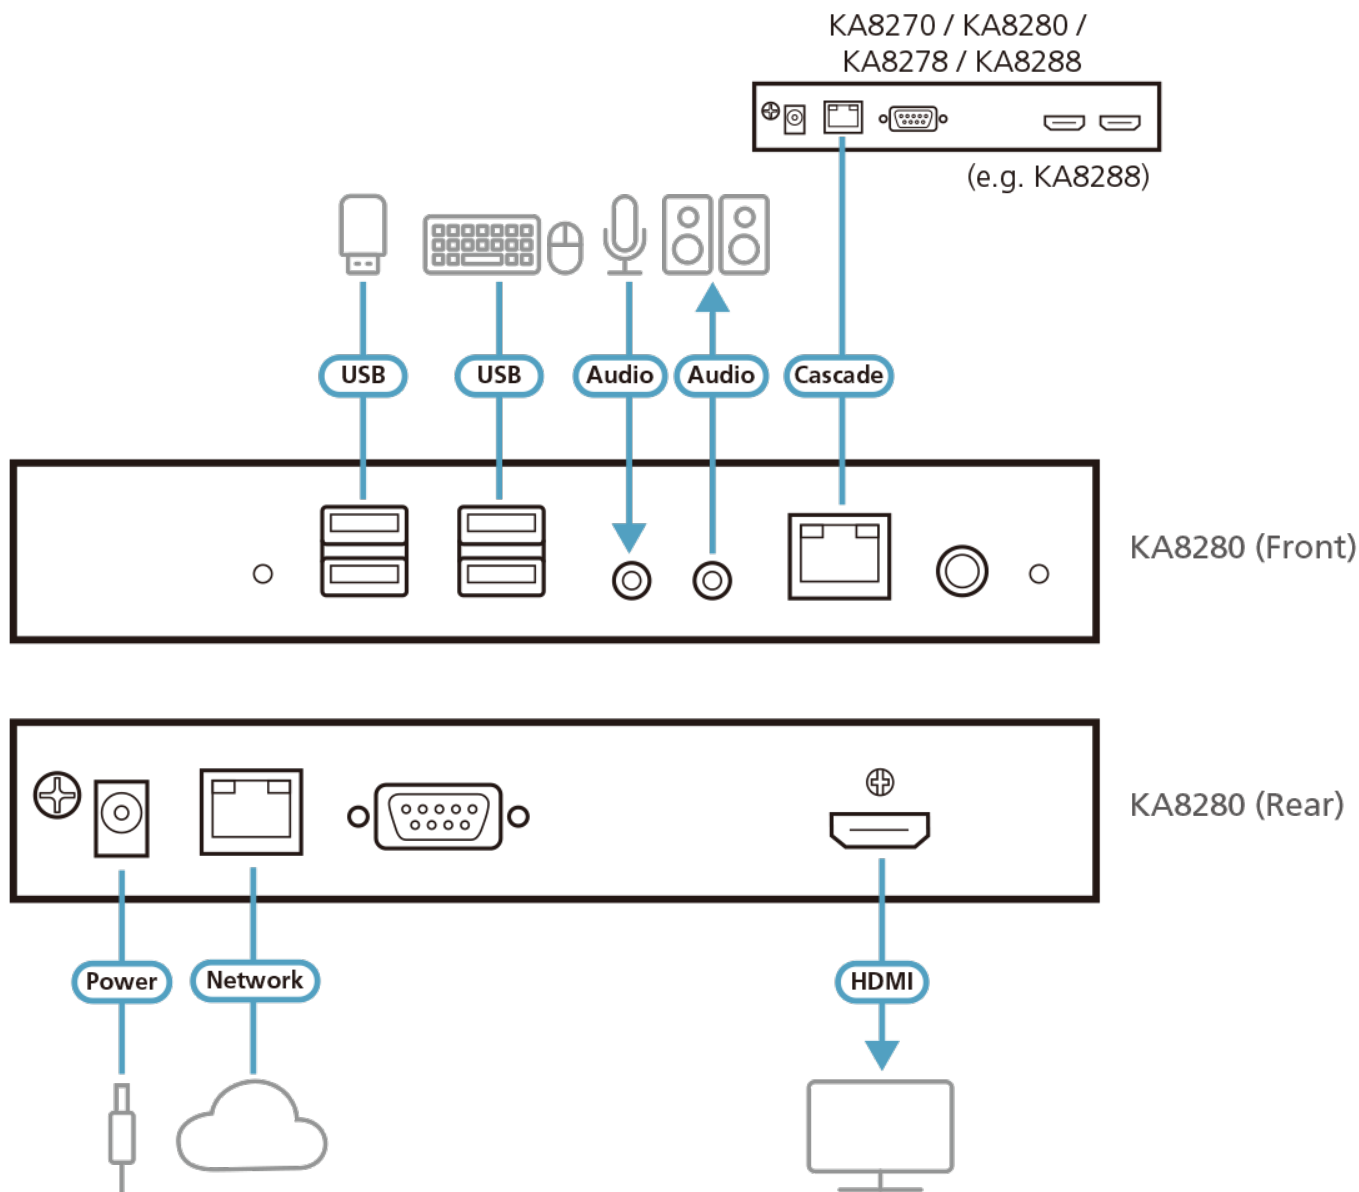 KA8270 / KA8280 /
KA8278 / KA8288
(e.g. KA8288)
USB
USB
Audio
Audio
Cascade
KA8280 (Front)
KA8280 (Rear)
Power
Network
HDMI